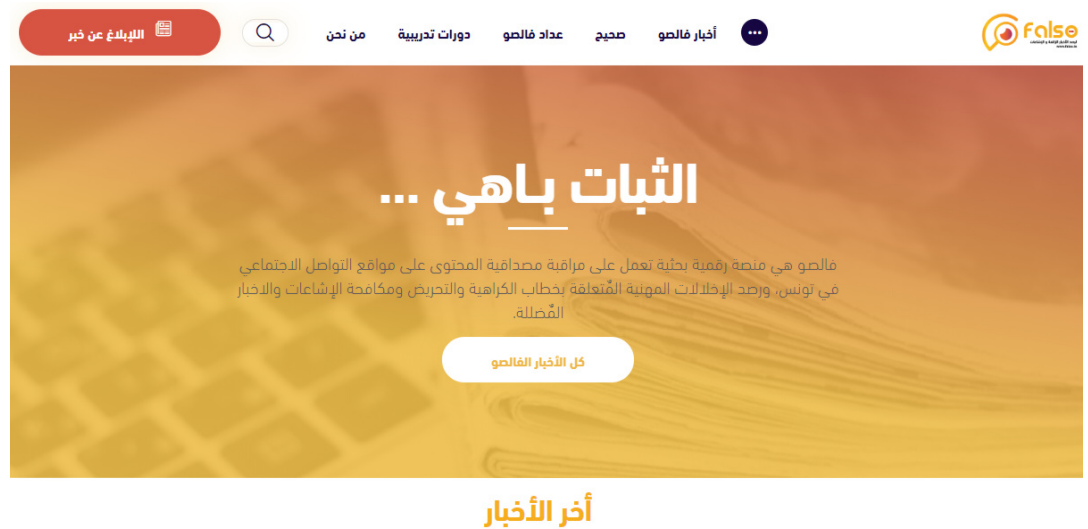 Falso
أخبار فالصو
صحيح
عداد فالصو
دورات تدريبية
من نحن
الإبلاغ عن خبر
الثبات بـاهي ...
فالصو هي منصة رقمية بحثية تعمل على مراقبة مصداقية المحتوى على مواقع التواصل الاجتماعي
في تونس، ورصد الإخلالات المهنية المُتعلقة بخطاب الكراهية والتحريض ومكافحة الإشاعات والاخبار
المُضللة.
كل الأخبار الفالصو
أخر الأخبار